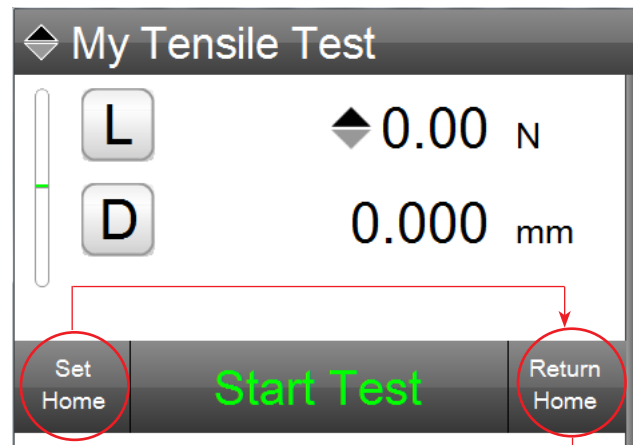 My Tensile Test
L 0.00 N
D 0.000 mm
Set Home
Start Test
Return Home